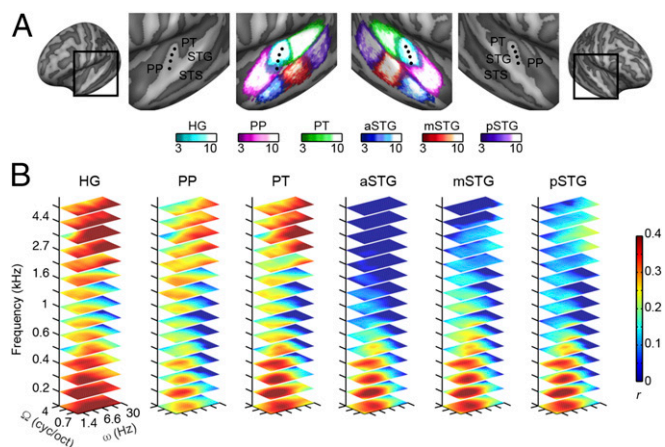 A
PT
STG
PP
STS
PT
STG
PP
STS
HG PP PT aSTG mSTG pSTG
3 10 3 10 3 10 3 10 3 10 3 10
B
HG PP PT aSTG mSTG pSTG
Frequency (kHz)
4.4
2.7
1.6
1
0.6
0.4
0.2
4
0.7
1.4
6.6
30
Ω (cyc/oct)
ω (Hz)
0.4
0.3
0.2
0.1
0
r